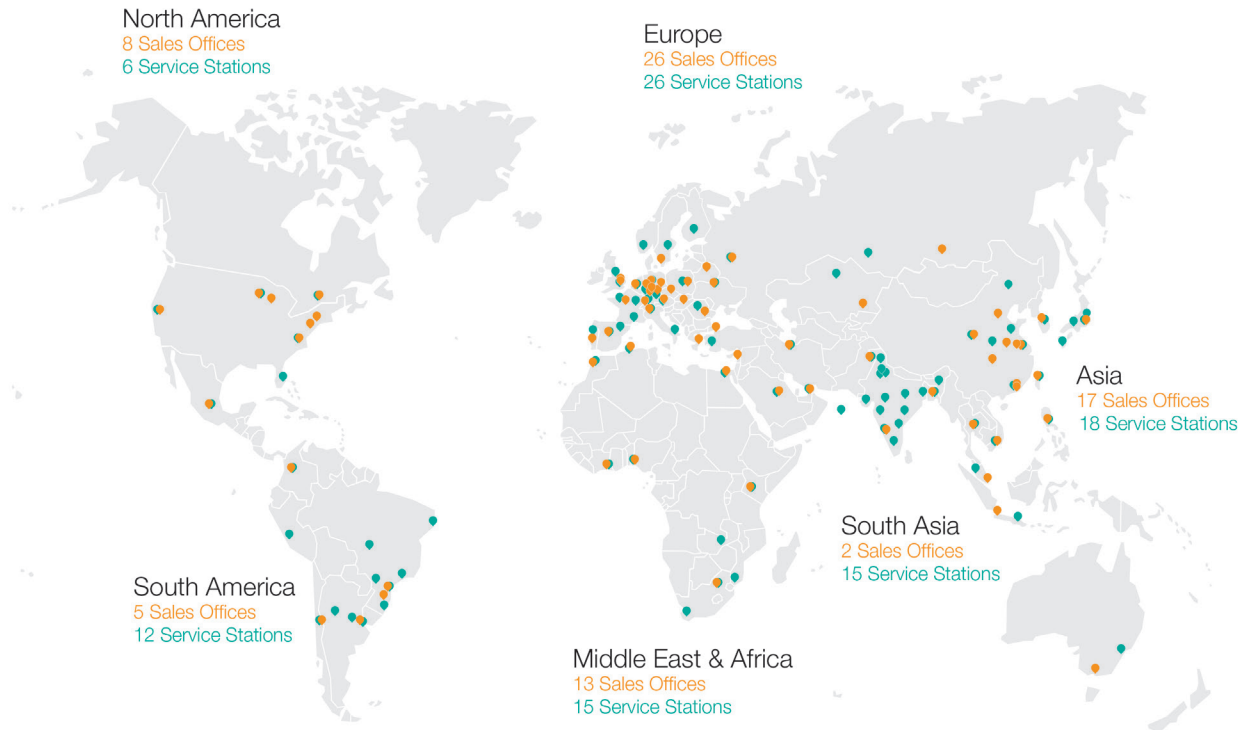 North America
8 Sales Offices
6 Service Stations
Europe
26 Sales Offices
26 Service Stations
Asia
17 Sales Offices
18 Service Stations
South Asia
2 Sales Offices
15 Service Stations
South America
5 Sales Offices
12 Service Stations
Middle East & Africa
13 Sales Offices
15 Service Stations